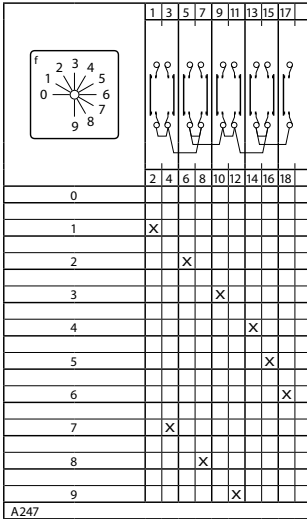 1 3 5 7 9 11 13 15 17
f
0 1 2 3 4 5 6 7 8 9
2 4 6 8 10 12 14 16 18
0
1 X
2 X
3 X
4 X
5 X
6 X
7 X
8 X
9 X
A247